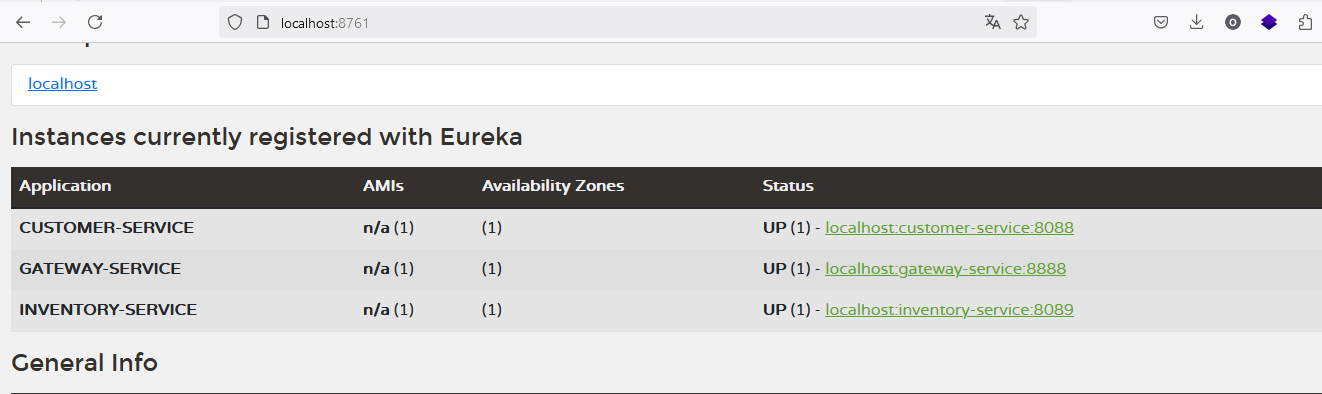 localhost:8761
localhost
Instances currently registered with Eureka
Application AMIs Availability Zones Status
CUSTOMER-SERVICE n/a (1) (1) UP (1) - localhost:customer-service:8088
GATEWAY-SERVICE n/a (1) (1) UP (1) - localhost:gateway-service:8888
INVENTORY-SERVICE n/a (1) (1) UP (1) - localhost:inventory-service:8089
General Info